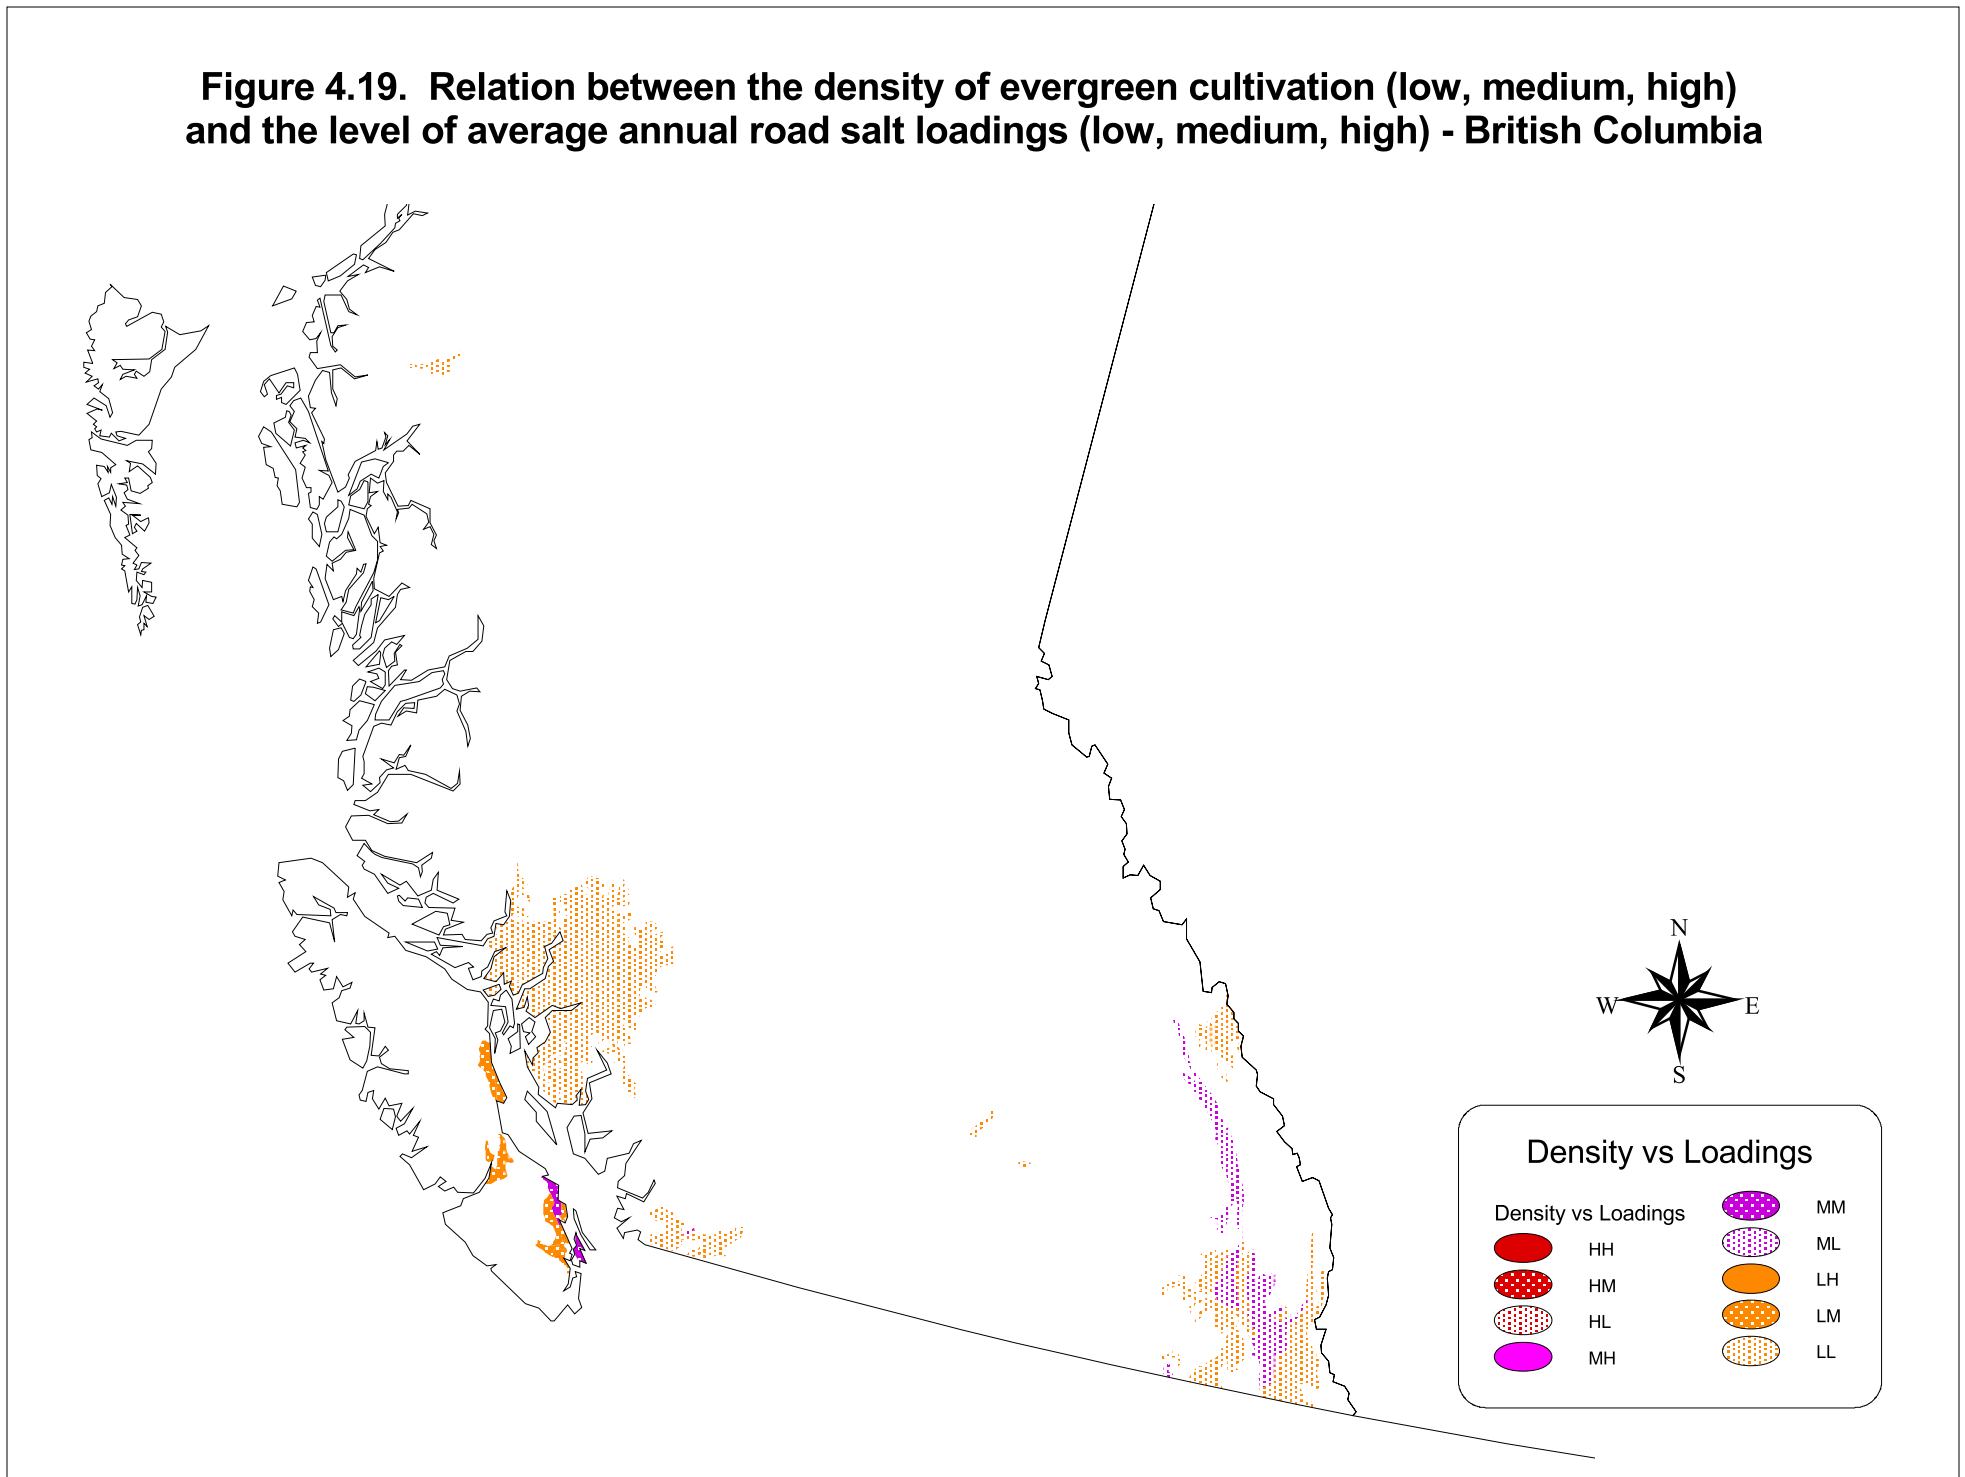 Figure 4.19. Relation between the density of evergreen cultivation (low, medium, high)
and the level of average annual road salt loadings (low, medium, high) - British Columbia
N
W
E
S
Density vs Loadings
Density vs Loadings
HH
HM
HL
MH
MM
ML
LH
LM
LL